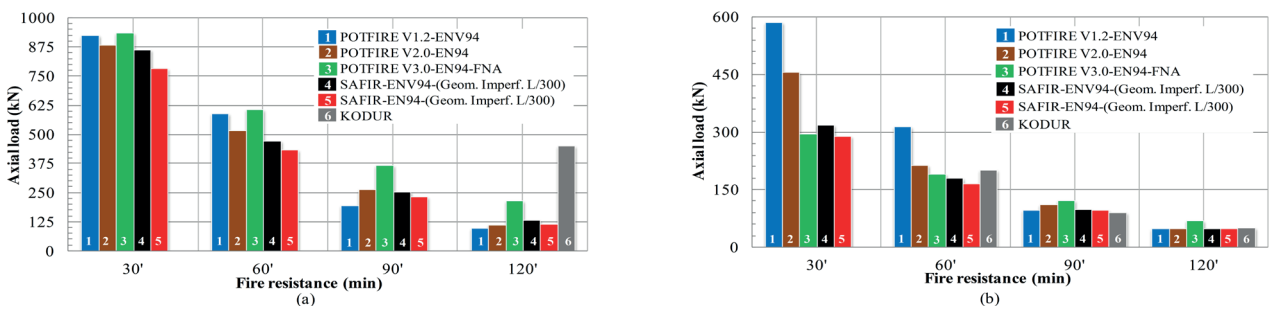 (a)
Axial load (kN)
1000
875
750
625
500
375
250
125
0
1 POTFIRE V1.2-ENV94
2 POTFIRE V2.0-EN94
3 POTFIRE V3.0-EN94-FNA
4 SAFIR-ENV94-(Geom. Imperf. L/300)
5 SAFIR-EN94-(Geom. Imperf. L/300)
6 KODUR
1 2 3 4 5
1 2 3 4 5
1 2 3 4 5
1 2 3 4 5 6
30' 60' 90' 120'
Fire resistance (min)
(a)
(b)
Axial load (kN)
600
450
300
150
0
1 POTFIRE V1.2-ENV94
2 POTFIRE V2.0-EN94
3 POTFIRE V3.0-EN94-FNA
4 SAFIR-ENV94-(Geom. Imperf. L/300)
5 SAFIR-EN94-(Geom. Imperf. L/300)
6 KODUR
1 2 3 4 5
1 2 3 4 5 6
1 2 3 4 5 6
1 2 3 4 5 6
30' 60' 90' 120'
Fire resistance (min)
(b)